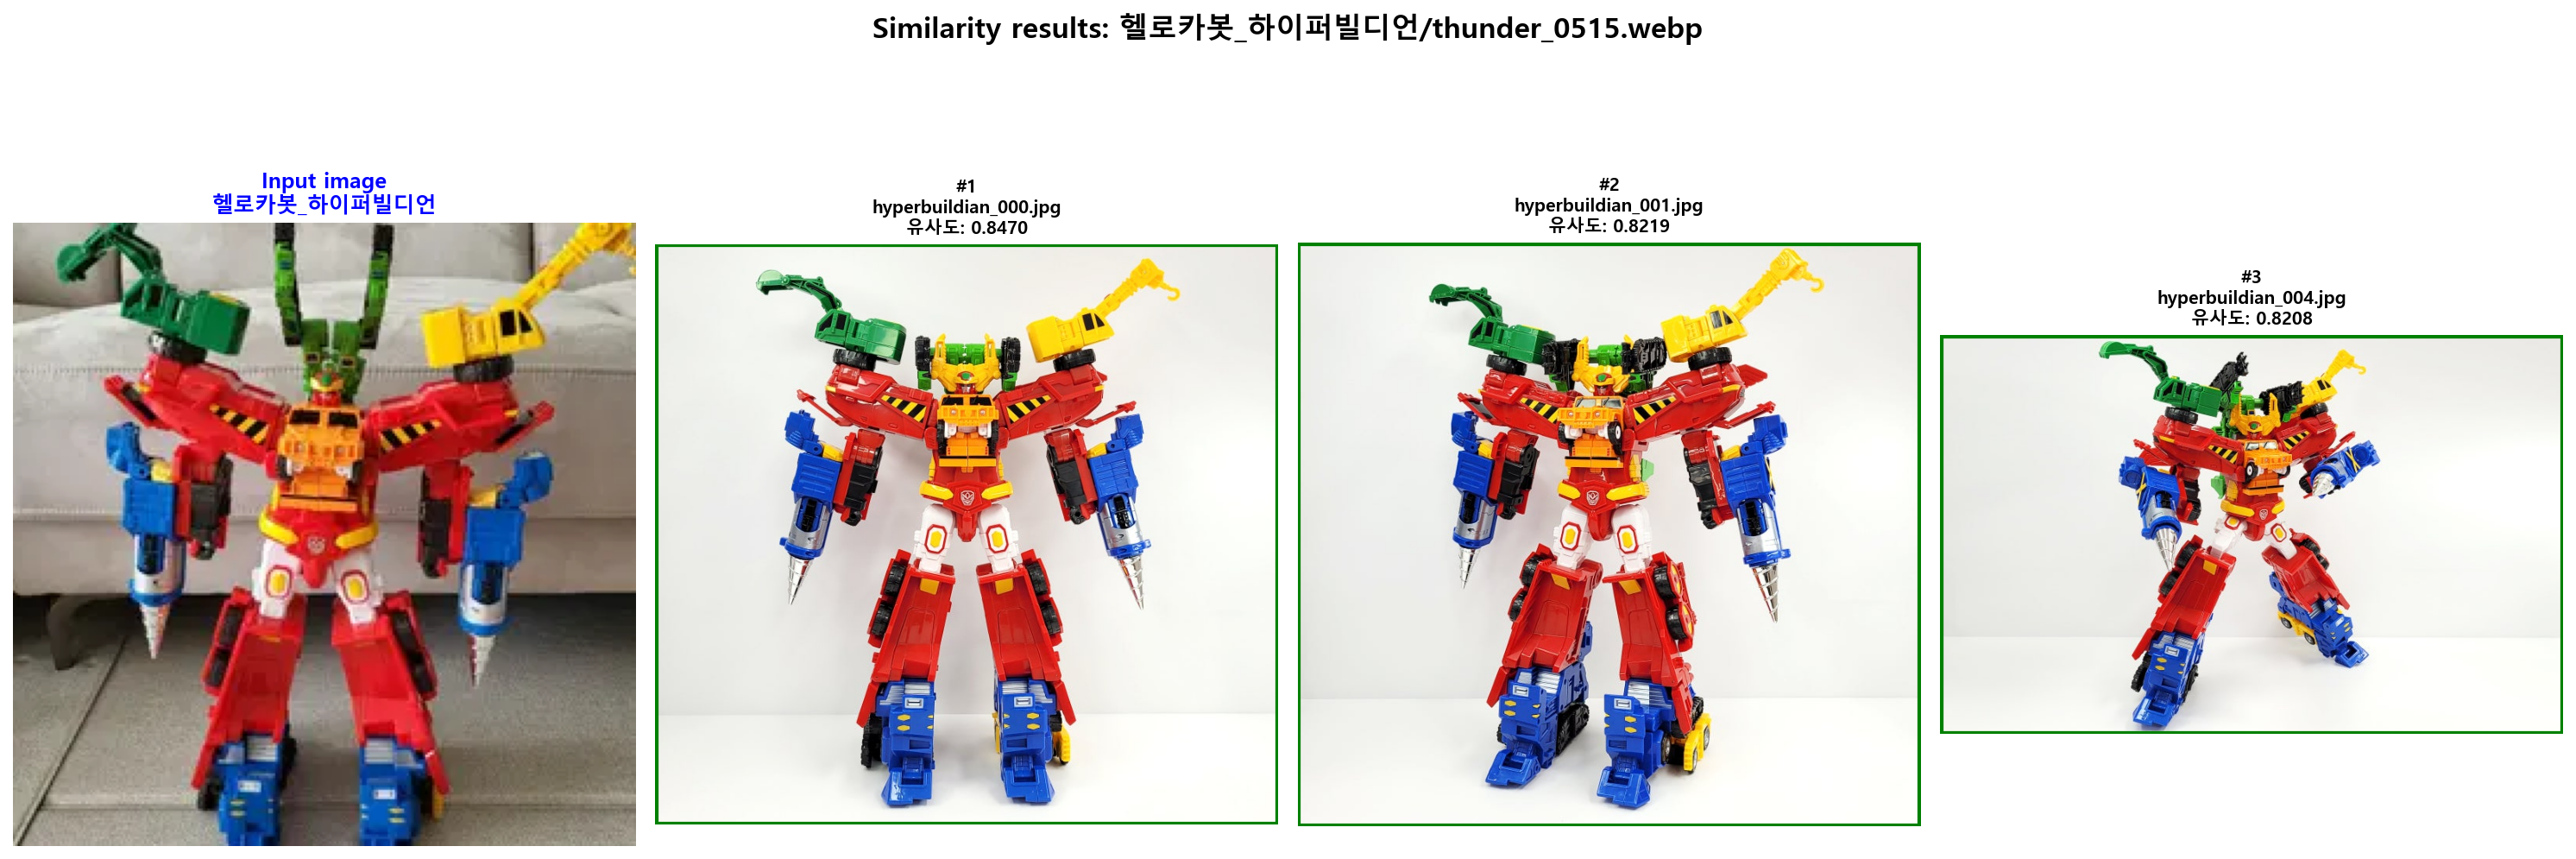 Similarity results: 헬로카봇_하이퍼빌디언/thunder_0515.webp
Input image
헬로카봇_하이퍼빌디언
#1
hyperbuildian_000.jpg
유사도: 0.8470
#2
hyperbuildian_001.jpg
유사도: 0.8219
#3
hyperbuildian_004.jpg
유사도: 0.8208